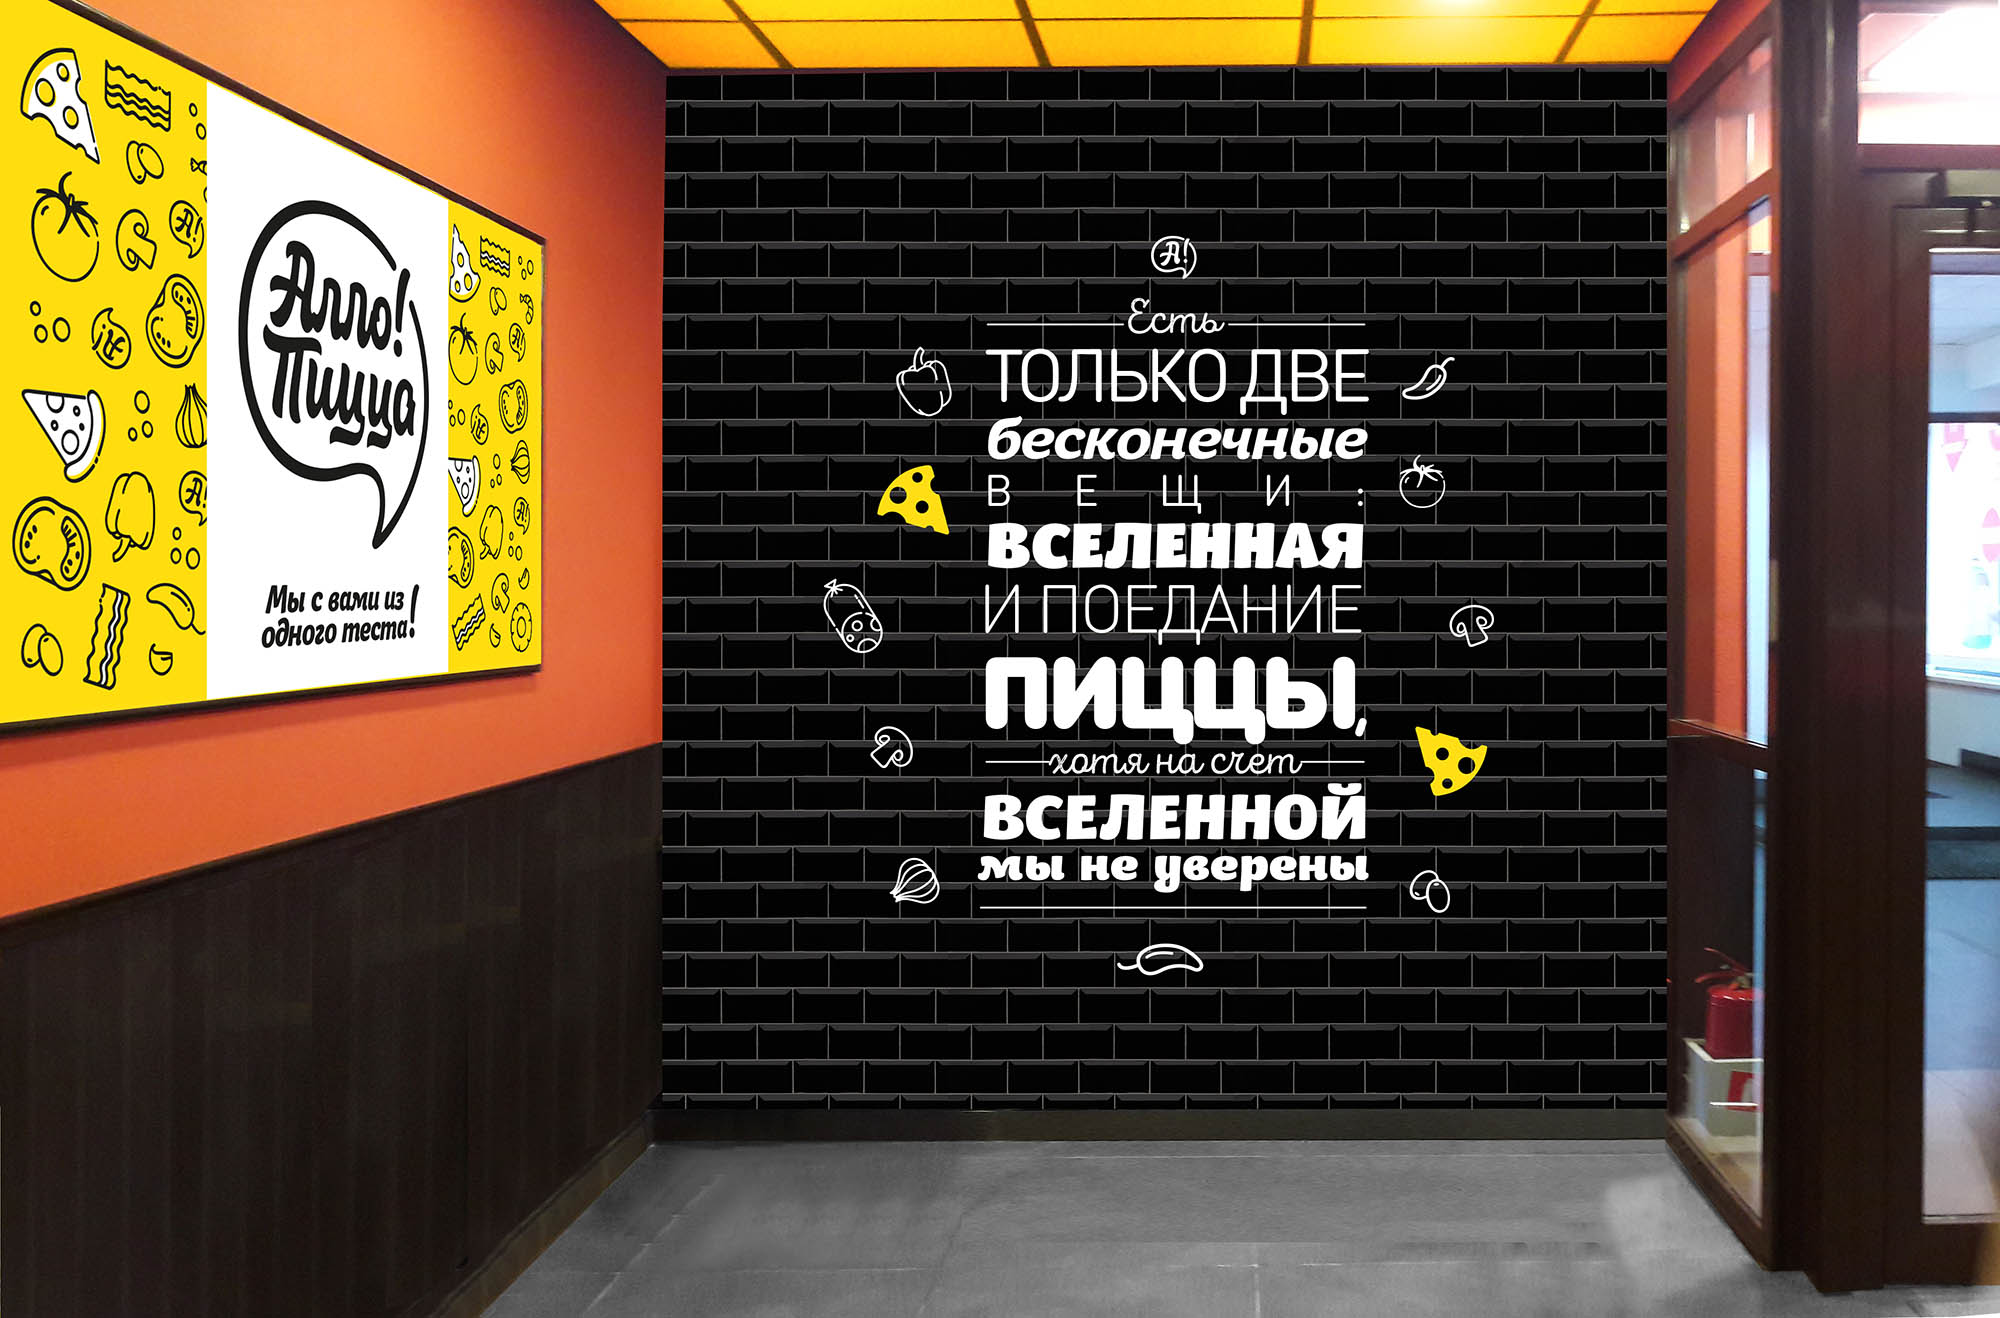 Алло!
Пицца
Мы с вами из
одного теста!
А!
А!
А!
А!
А!
А!
А!
Есть
ТОЛЬКО ДВЕ
бесконечные
ВЕЩИ:
ВСЕЛЕННАЯ
И ПОЕДАНИЕ
ПИЦЦЫ,
хотя на счет
ВСЕЛЕННОЙ
мы не уверены